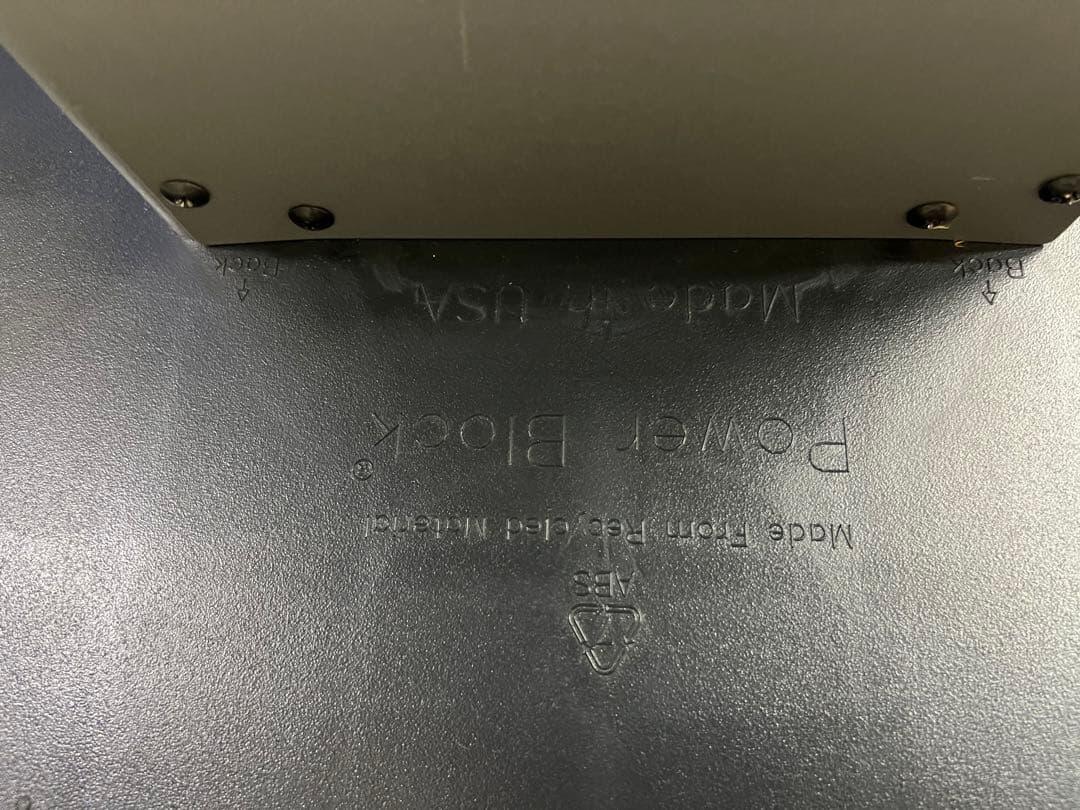 ABS
Made From Recycled Material
Power Block®
Made in USA
Back
Back